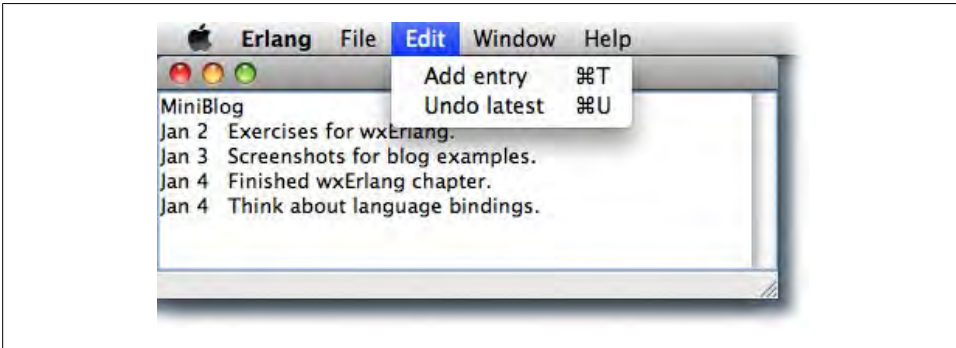 Erlang File Edit Window Help
Add entry ⌘T
Undo latest ⌘U
MiniBlog
Jan 2 Exercises for wxErlang.
Jan 3 Screenshots for blog examples.
Jan 4 Finished wxErlang chapter.
Jan 4 Think about language bindings.